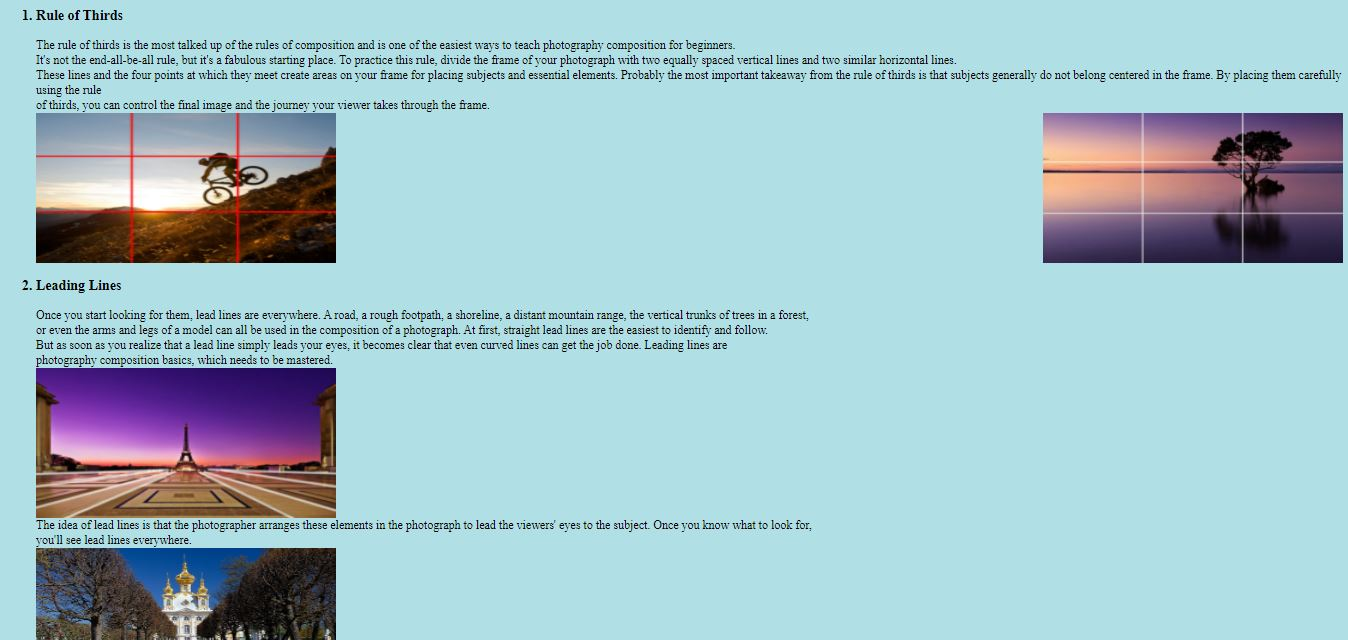 1. Rule of Thirds
The rule of thirds is the most talked up of the rules of composition and is one of the easiest ways to teach photography composition for beginners.
It's not the end-all-be-all rule, but it's a fabulous starting place. To practice this rule, divide the frame of your photograph with two equally spaced vertical lines and two similar horizontal lines.
These lines and the four points at which they meet create areas on your frame for placing subjects and essential elements. Probably the most important takeaway from the rule of thirds is that subjects generally do not belong centered in the frame. By placing them carefully
using the rule
of thirds, you can control the final image and the journey your viewer takes through the frame.
2. Leading Lines
Once you start looking for them, lead lines are everywhere. A road, a rough footpath, a shoreline, a distant mountain range, the vertical trunks of trees in a forest,
or even the arms and legs of a model can all be used in the composition of a photograph. At first, straight lead lines are the easiest to identify and follow.
But as soon as you realize that a lead line simply leads your eyes, it becomes clear that even curved lines can get the job done. Leading lines are
photography composition basics, which needs to be mastered.
The idea of lead lines is that the photographer arranges these elements in the photograph to lead the viewers' eyes to the subject. Once you know what to look for,
you'll see lead lines everywhere.